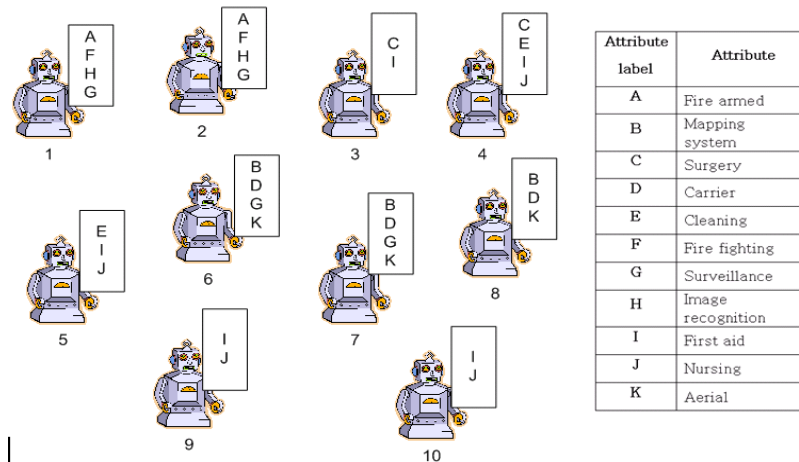 A
F
H
G
1
A
F
H
G
2
C
I
3
C
E
I
J
4
E
I
J
5
B
D
G
K
6
B
D
G
K
7
B
D
K
8
I
J
9
I
J
10
Attribute label Attribute
A Fire armed
B Mapping system
C Surgery
D Carrier
E Cleaning
F Fire fighting
G Surveillance
H Image recognition
I First aid
J Nursing
K Aerial